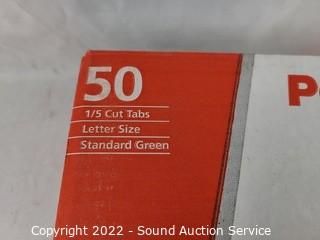 50
1/5 Cut Tabs
Letter Size
Standard Green
Copyright 2022 - Sound Auction Service